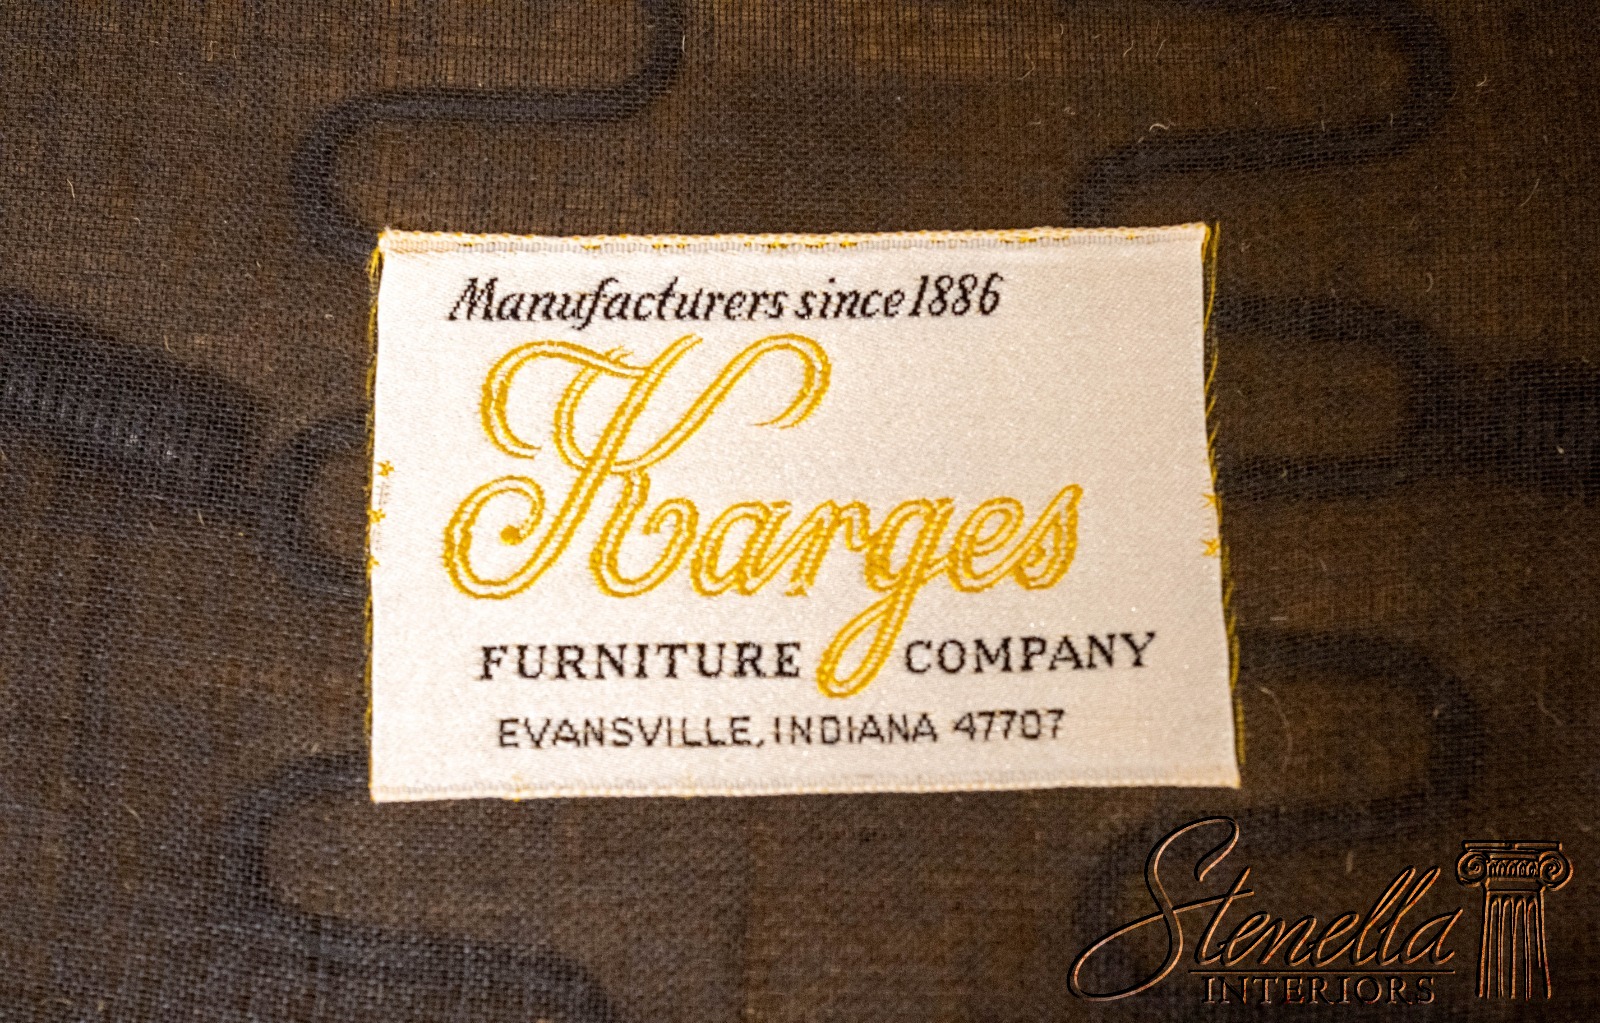 Manufacturers since 1886
Karges
FURNITURE COMPANY
EVANSVILLE, INDIANA 47707
Stenella
INTERIORS